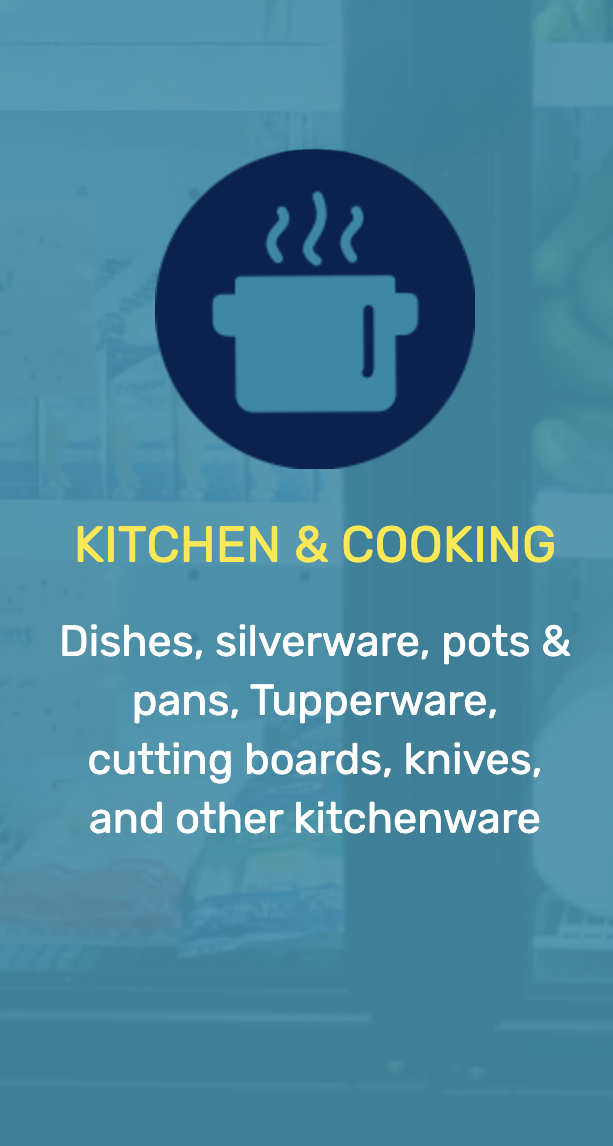 KITCHEN & COOKING
Dishes, silverware, pots &
pans, Tupperware,
cutting boards, knives,
and other kitchenware